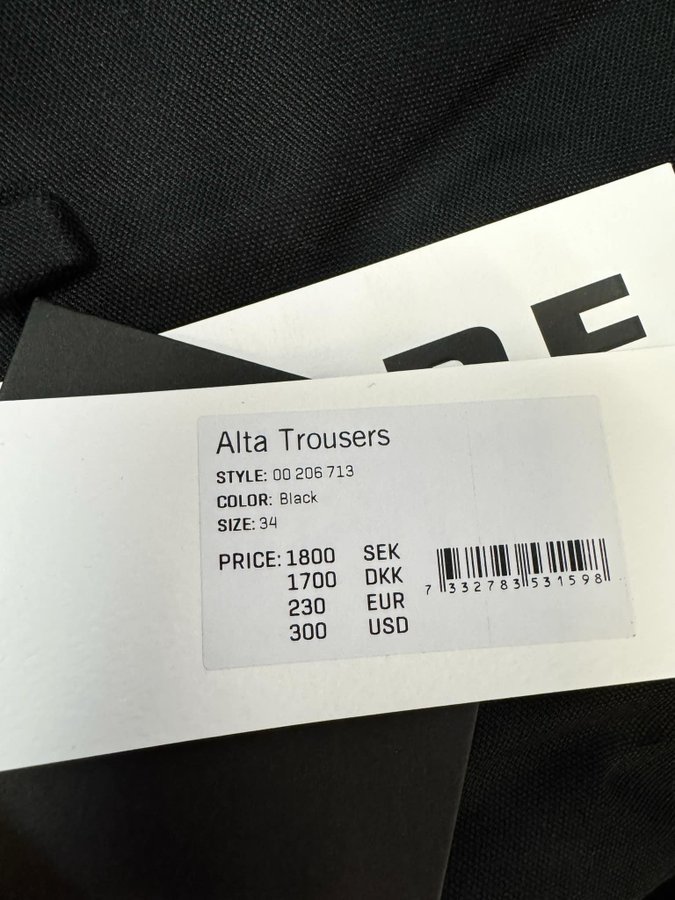 Alta Trousers
STYLE: 00 206 713
COLOR: Black
SIZE: 34
PRICE: 1800 SEK
1700 DKK
230 EUR
300 USD
7 332783 531598